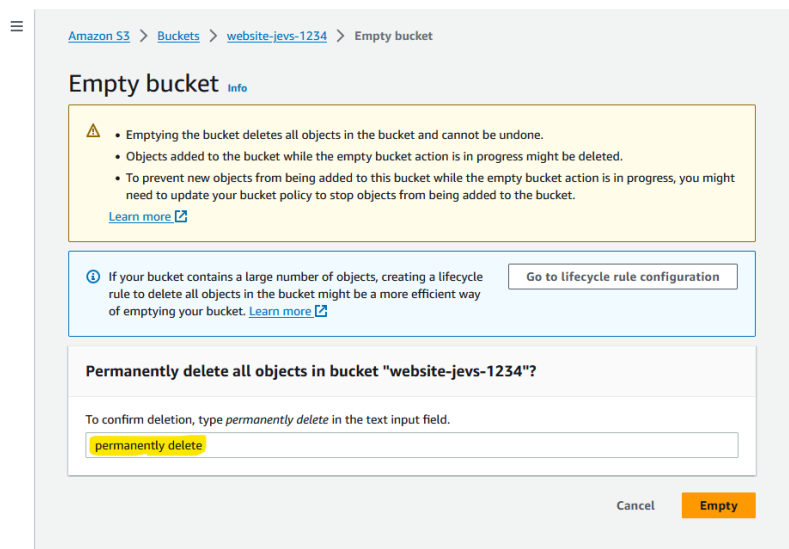 Amazon S3 > Buckets > website-jevs-1234 > Empty bucket
Empty bucket Info
• Emptying the bucket deletes all objects in the bucket and cannot be undone.
• Objects added to the bucket while the empty bucket action is in progress might be deleted.
• To prevent new objects from being added to this bucket while the empty bucket action is in progress, you might
need to update your bucket policy to stop objects from being added to the bucket.
Learn more
If your bucket contains a large number of objects, creating a lifecycle
rule to delete all objects in the bucket might be a more efficient way
of emptying your bucket. Learn more
Go to lifecycle rule configuration
Permanently delete all objects in bucket "website-jevs-1234"?
To confirm deletion, type permanently delete in the text input field.
permanently delete
Cancel Empty